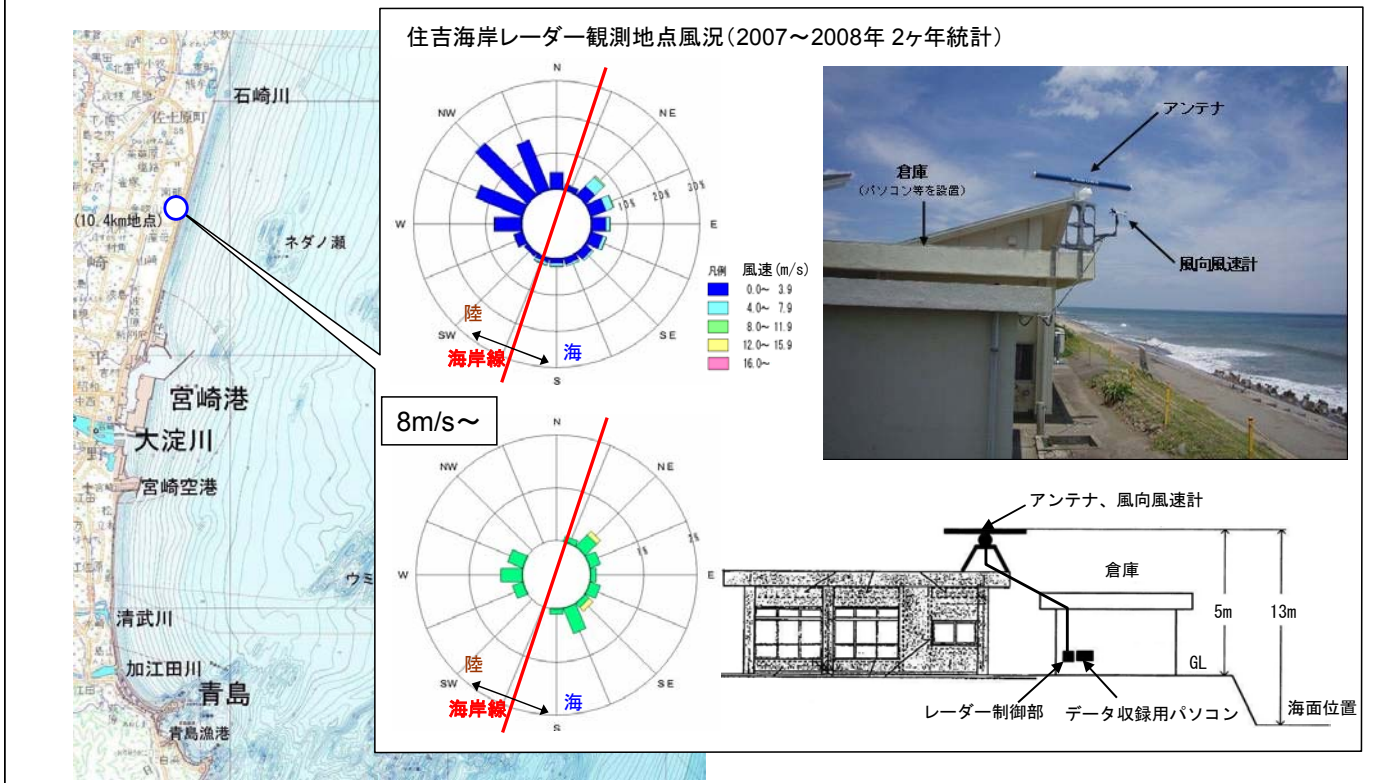 住吉海岸レーダー観測地点風況(2007～2008年 2ヶ年統計)
石崎川
佐土原町
(10.4km地点)
ネダノ瀬
宮
崎
宮崎港
大淀川
野
宮崎空港
ウミ
清武川
加江田川
青島
青島漁港
白浜
N
NE
E
SE
S
SW
W
NW
10%
20%
30%
陸
海
海岸線
凡例 風速(m/s)
0.0～ 3.9
4.0～ 7.9
8.0～11.9
12.0～15.9
16.0～
8m/s～
N
NE
E
SE
S
SW
W
NW
1%
2%
陸
海
海岸線
アンテナ
倉庫
(パソコン等を設置)
風向風速計
アンテナ、風向風速計
倉庫
5m
13m
GL
レーダー制御部
データ収録用パソコン
海面位置